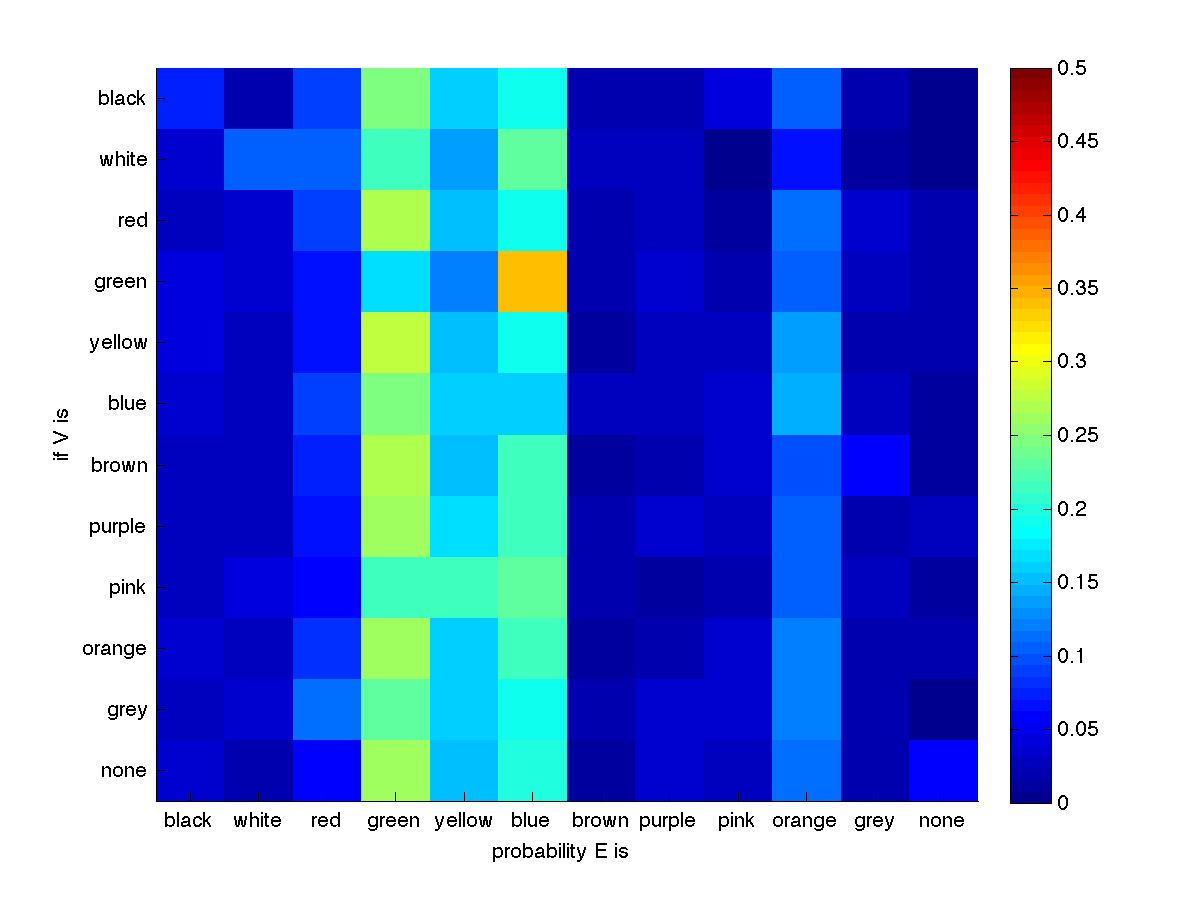 black
white
red
green
yellow
blue
brown
purple
pink
orange
grey
none
if V is
black white red green yellow blue brown purple pink orange grey none
probability E is
0.5
0.45
0.4
0.35
0.3
0.25
0.2
0.15
0.1
0.05
0